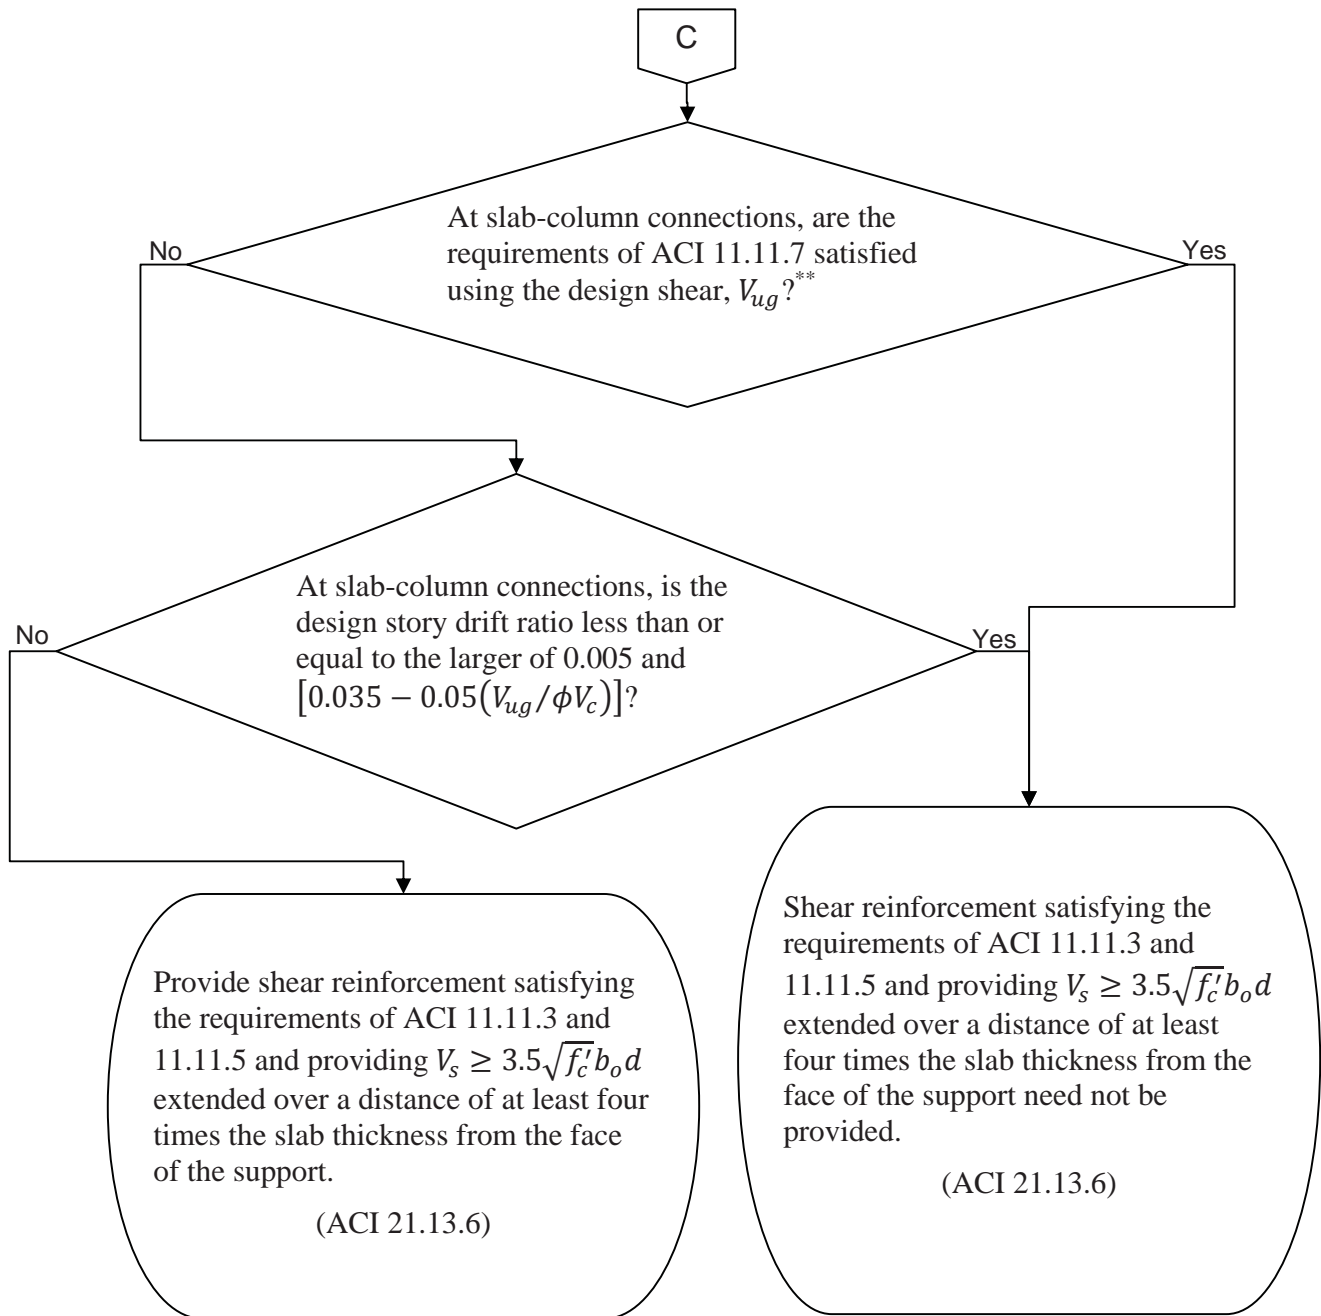 C
At slab-column connections, are the
requirements of ACI 11.11.7 satisfied
using the design shear, V_{ug}?**
No
Yes
At slab-column connections, is the
design story drift ratio less than or
equal to the larger of 0.005 and
[0.035 − 0.05(V_{ug}/ϕV_c)]?
No
Yes
Provide shear reinforcement satisfying
the requirements of ACI 11.11.3 and
11.11.5 and providing V_s ≥ 3.5√f_c′ b_o d
extended over a distance of at least four
times the slab thickness from the face
of the support.
(ACI 21.13.6)
Shear reinforcement satisfying the
requirements of ACI 11.11.3 and
11.11.5 and providing V_s ≥ 3.5√f_c′ b_o d
extended over a distance of at least
four times the slab thickness from the
face of the support need not be
provided.
(ACI 21.13.6)